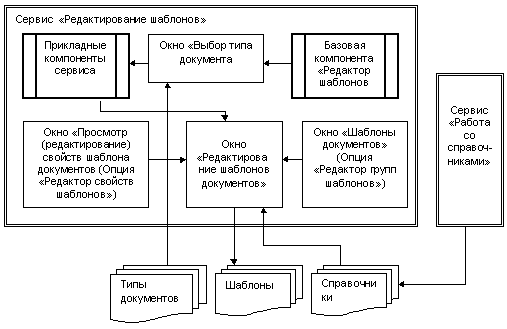 Сервис «Редактирование шаблонов»
Прикладные
компоненты
сервиса
Окно «Выбор типа
документа
Базовая
компонента
«Редактор
шаблонов
Сервис
«Работа
со
справоч-
никами»
Окно «Просмотр
(редактирование)
свойств шаблона
документов (Опция
«Редактор свойств
шаблонов»)
Окно
«Редактирова
ние шаблонов
документов»
Окно «Шаблоны
документов»
(Опция
«Редактор групп
шаблонов»)
Типы
документов
Шаблоны
Справочни
ки